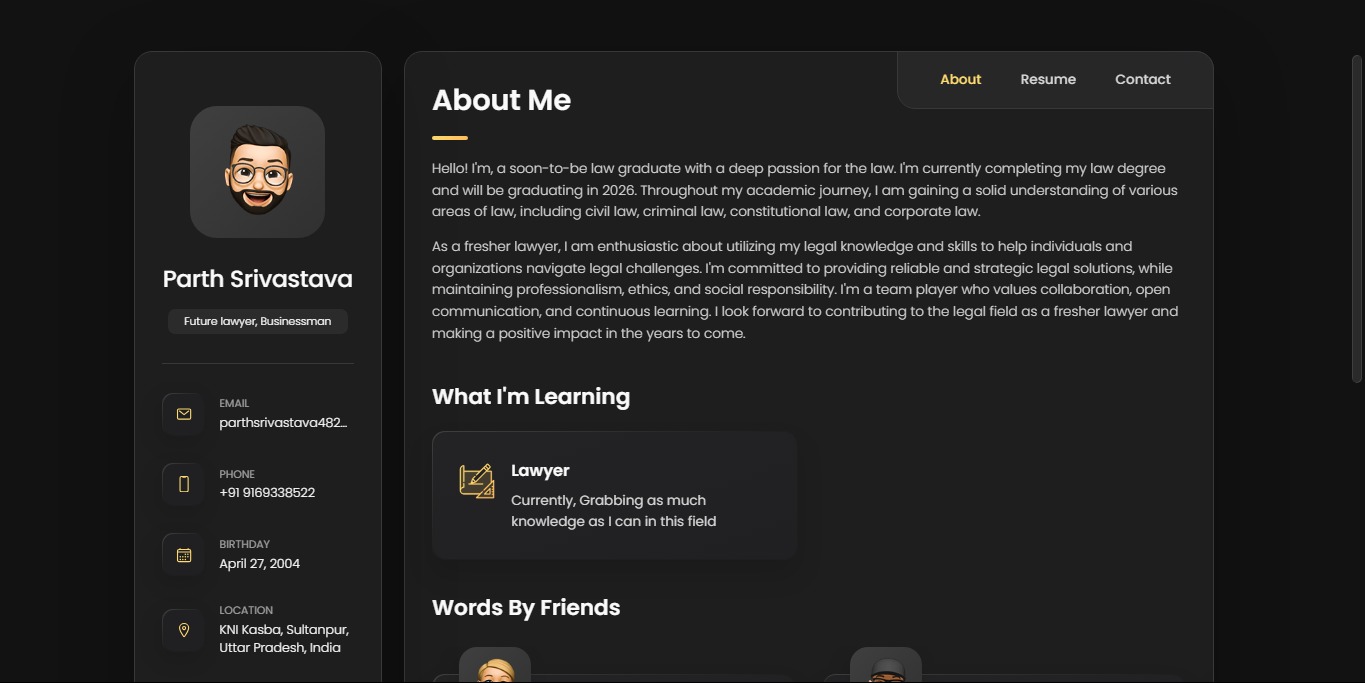 Parth Srivastava
Future lawyer, Businessman
EMAIL
parthsrivastava482...
PHONE
+91 9169338522
BIRTHDAY
April 27, 2004
LOCATION
KNI Kasba, Sultanpur,
Uttar Pradesh, India
About Resume Contact
About Me
Hello! I'm, a soon-to-be law graduate with a deep passion for the law. I'm currently completing my law degree
and will be graduating in 2026. Throughout my academic journey, I am gaining a solid understanding of various
areas of law, including civil law, criminal law, constitutional law, and corporate law.
As a fresher lawyer, I am enthusiastic about utilizing my legal knowledge and skills to help individuals and
organizations navigate legal challenges. I'm committed to providing reliable and strategic legal solutions, while
maintaining professionalism, ethics, and social responsibility. I'm a team player who values collaboration, open
communication, and continuous learning. I look forward to contributing to the legal field as a fresher lawyer and
making a positive impact in the years to come.
What I'm Learning
Lawyer
Currently, Grabbing as much
knowledge as I can in this field
Words By Friends